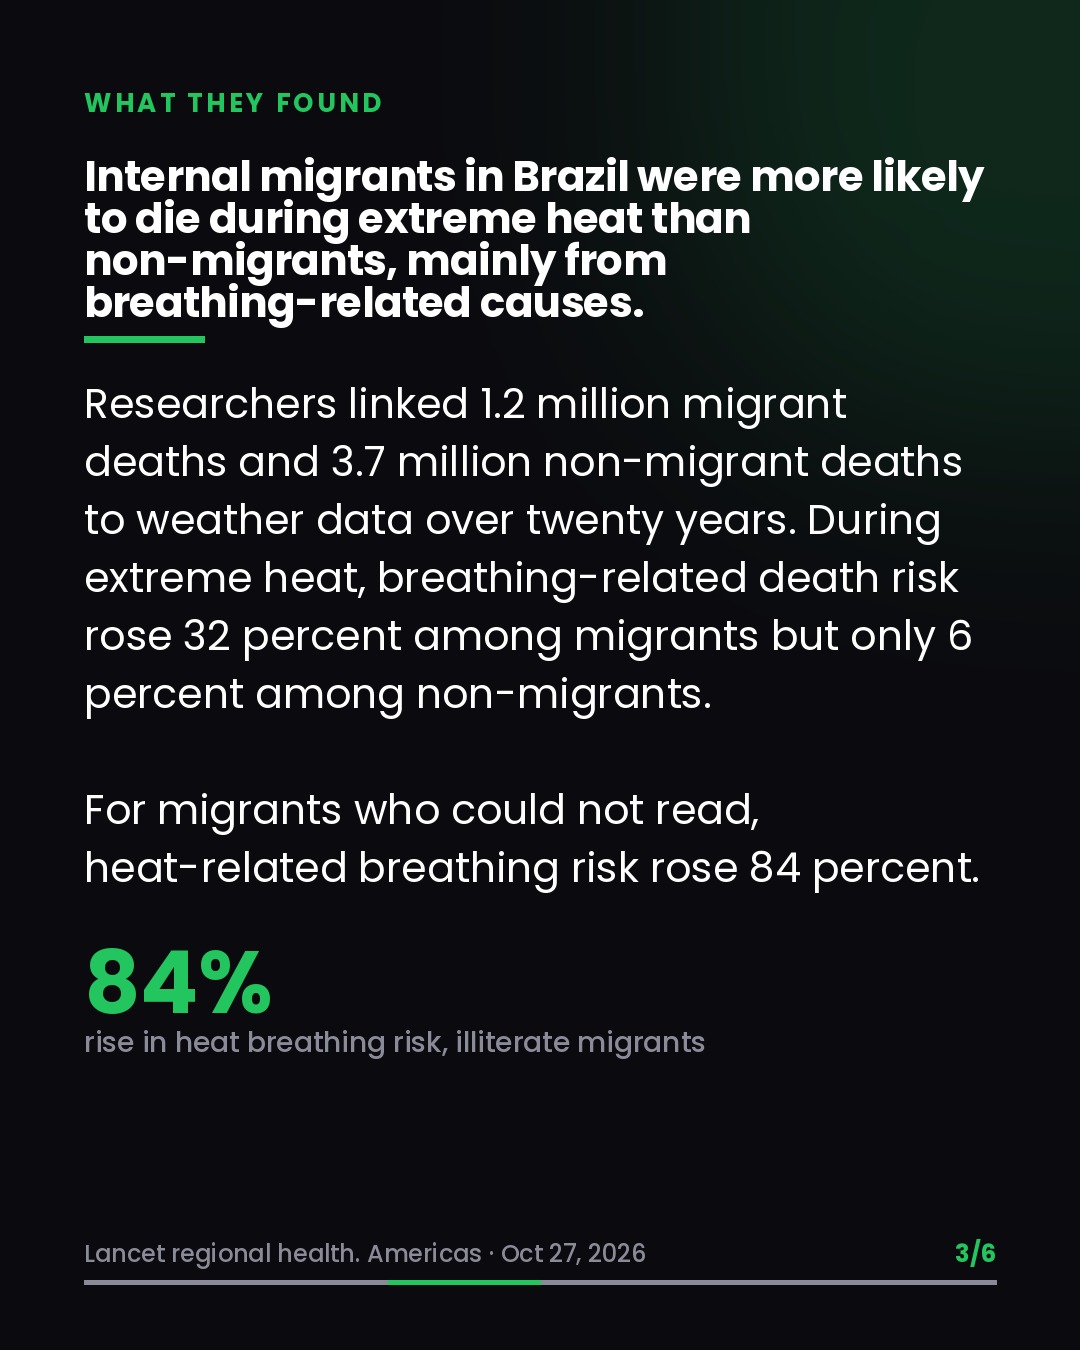 WHAT THEY FOUND
Internal migrants in Brazil were more likely
to die during extreme heat than
non-migrants, mainly from
breathing-related causes.
Researchers linked 1.2 million migrant
deaths and 3.7 million non-migrant deaths
to weather data over twenty years. During
extreme heat, breathing-related death risk
rose 32 percent among migrants but only 6
percent among non-migrants.
For migrants who could not read,
heat-related breathing risk rose 84 percent.
84%
rise in heat breathing risk, illiterate migrants
Lancet regional health. Americas · Oct 27, 2026
3/6